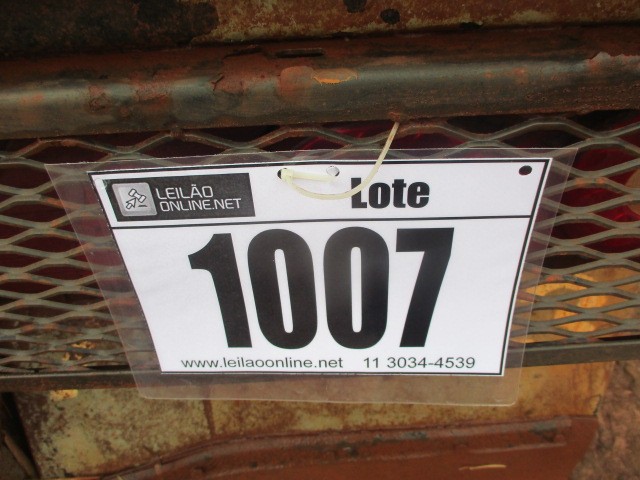 LEILÃO
ONLINE.NET
Lote
1007
www.leilaoonline.net 11 3034-4539